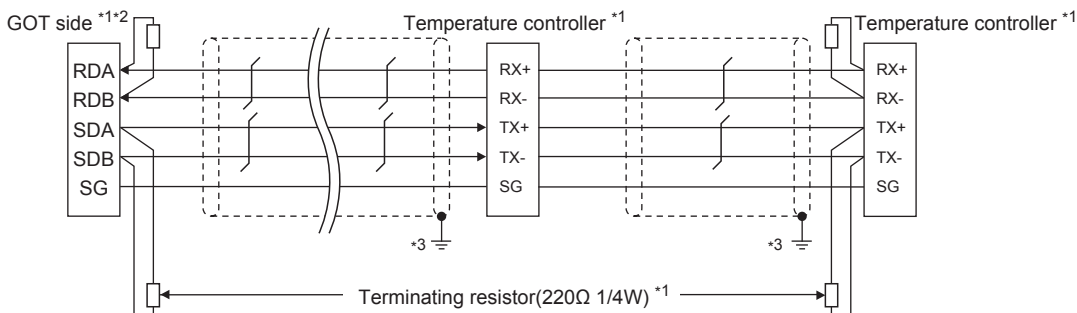 GOT side *1*2
Temperature controller *1
Temperature controller *1
RDA
RDB
SDA
SDB
SG
RX+
RX-
TX+
TX-
SG
RX+
RX-
TX+
TX-
SG
*3
*3
Terminating resistor(220Ω 1/4W) *1